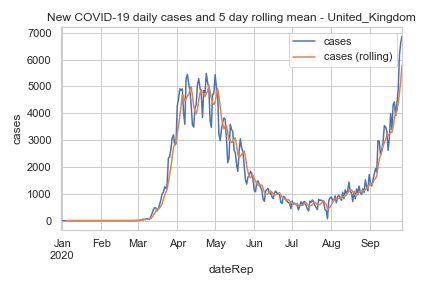 New COVID-19 daily cases and 5 day rolling mean - United_Kingdom
7000
6000
5000
4000
3000
2000
1000
0
cases
cases
cases (rolling)
Jan Feb Mar Apr May Jun Jul Aug Sep
2020
dateRep